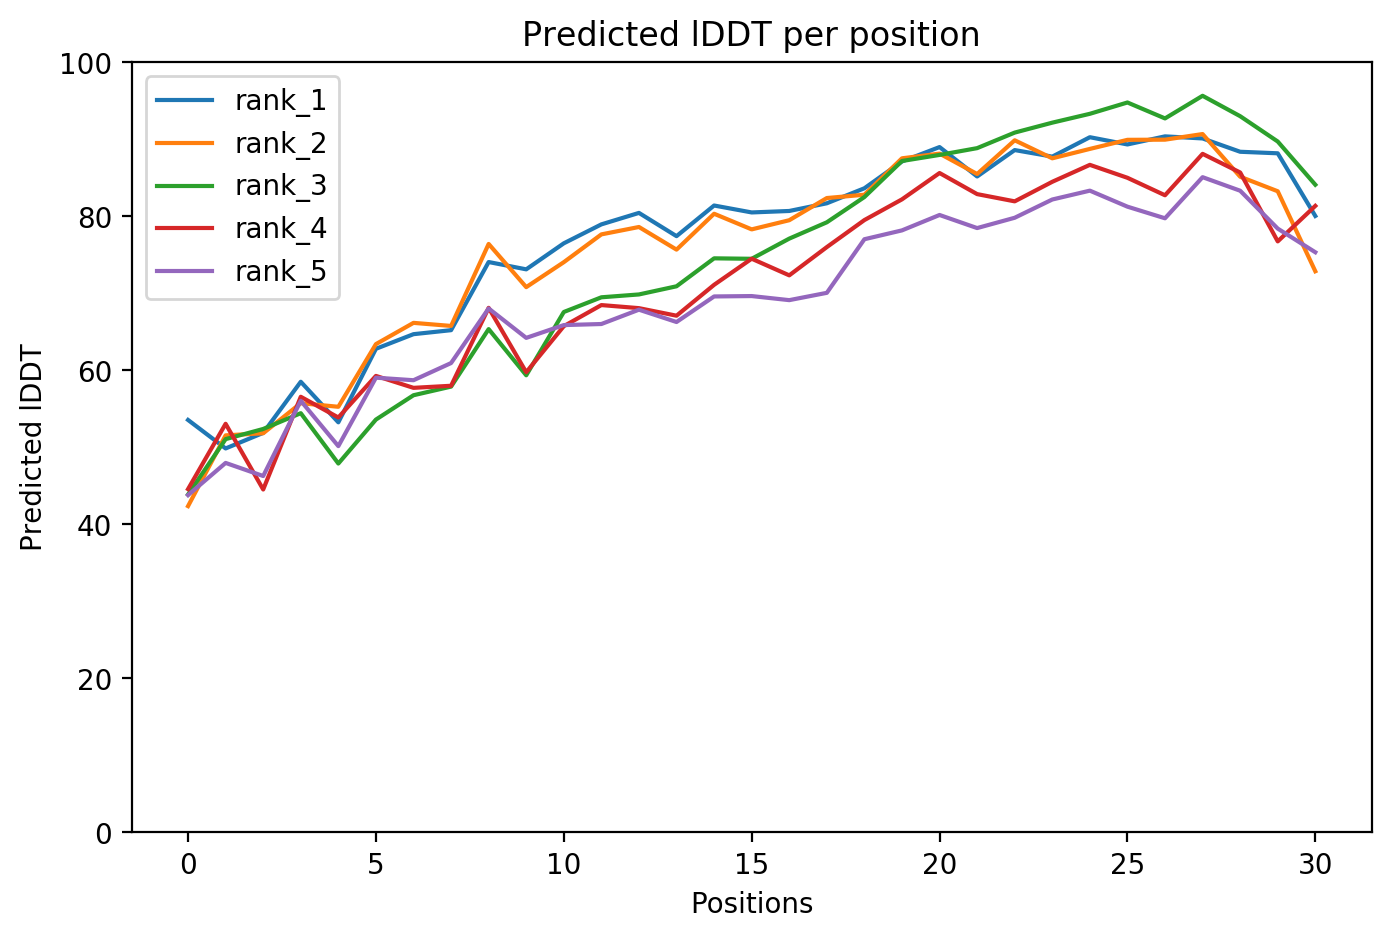 Predicted lDDT per position
100
80
60
40
20
0
Predicted lDDT
rank_1
rank_2
rank_3
rank_4
rank_5
0 5 10 15 20 25 30
Positions